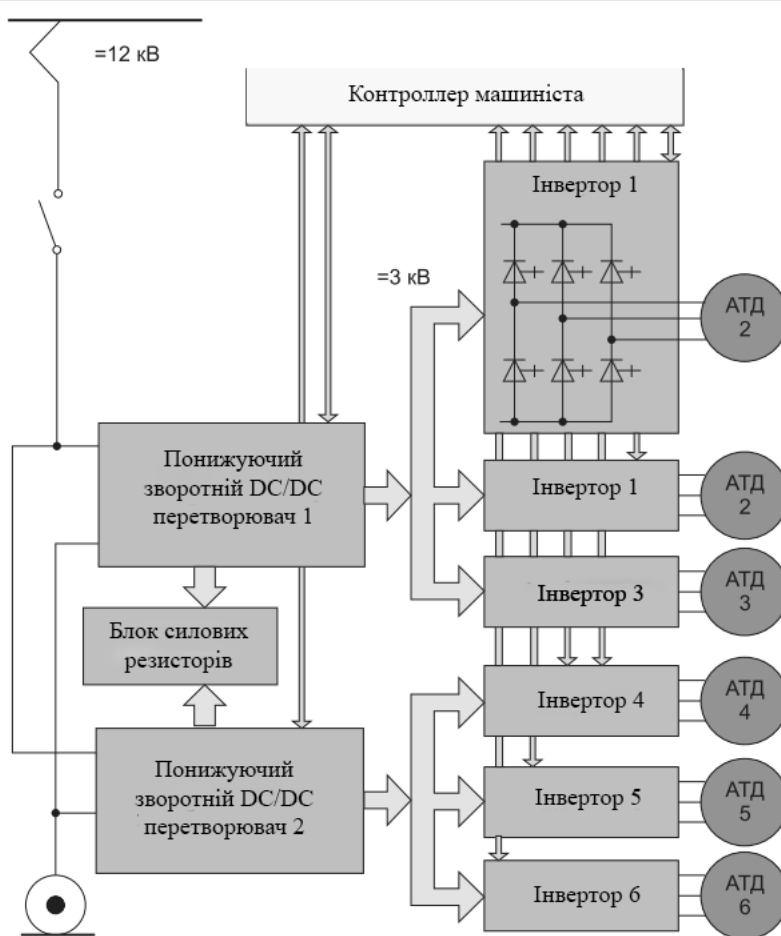 =12 кВ
Контроллер машиніста
Інвертор 1
=3 кВ
АТД
2
Понижуючий
зворотній DC/DC
перетворювач 1
Інвертор 1
АТД
2
Інвертор 3
АТД
3
Блок силових
резисторів
Інвертор 4
АТД
4
Понижуючий
зворотній DC/DC
перетворювач 2
Інвертор 5
АТД
5
Інвертор 6
АТД
6